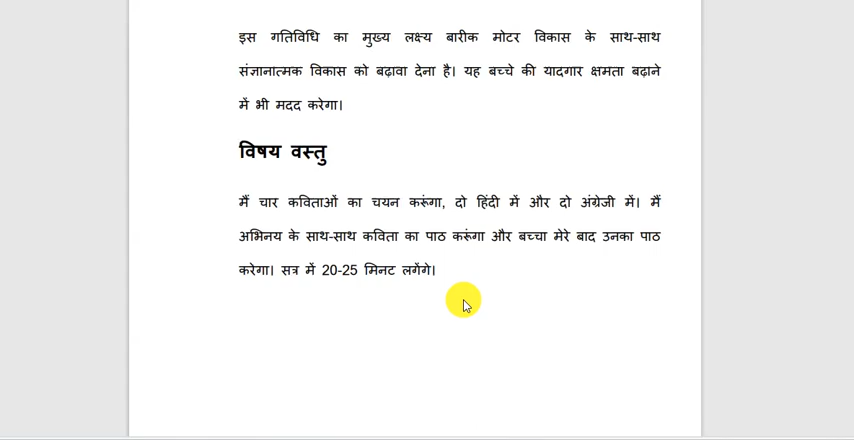 इस गतिविधि का मुख्य लक्ष्य बारीक मोटर विकास के साथ-साथ
संज्ञानात्मक विकास को बढ़ावा देना है। यह बच्चे की यादगार क्षमता बढ़ाने
में भी मदद करेगा।
विषय वस्तु
मैं चार कविताओं का चयन करूंगा, दो हिंदी में और दो अंग्रेजी में। मैं
अभिनय के साथ-साथ कविता का पाठ करूंगा और बच्चा मेरे बाद उनका पाठ
करेगा। सत्र में 20-25 मिनट लगेंगे।